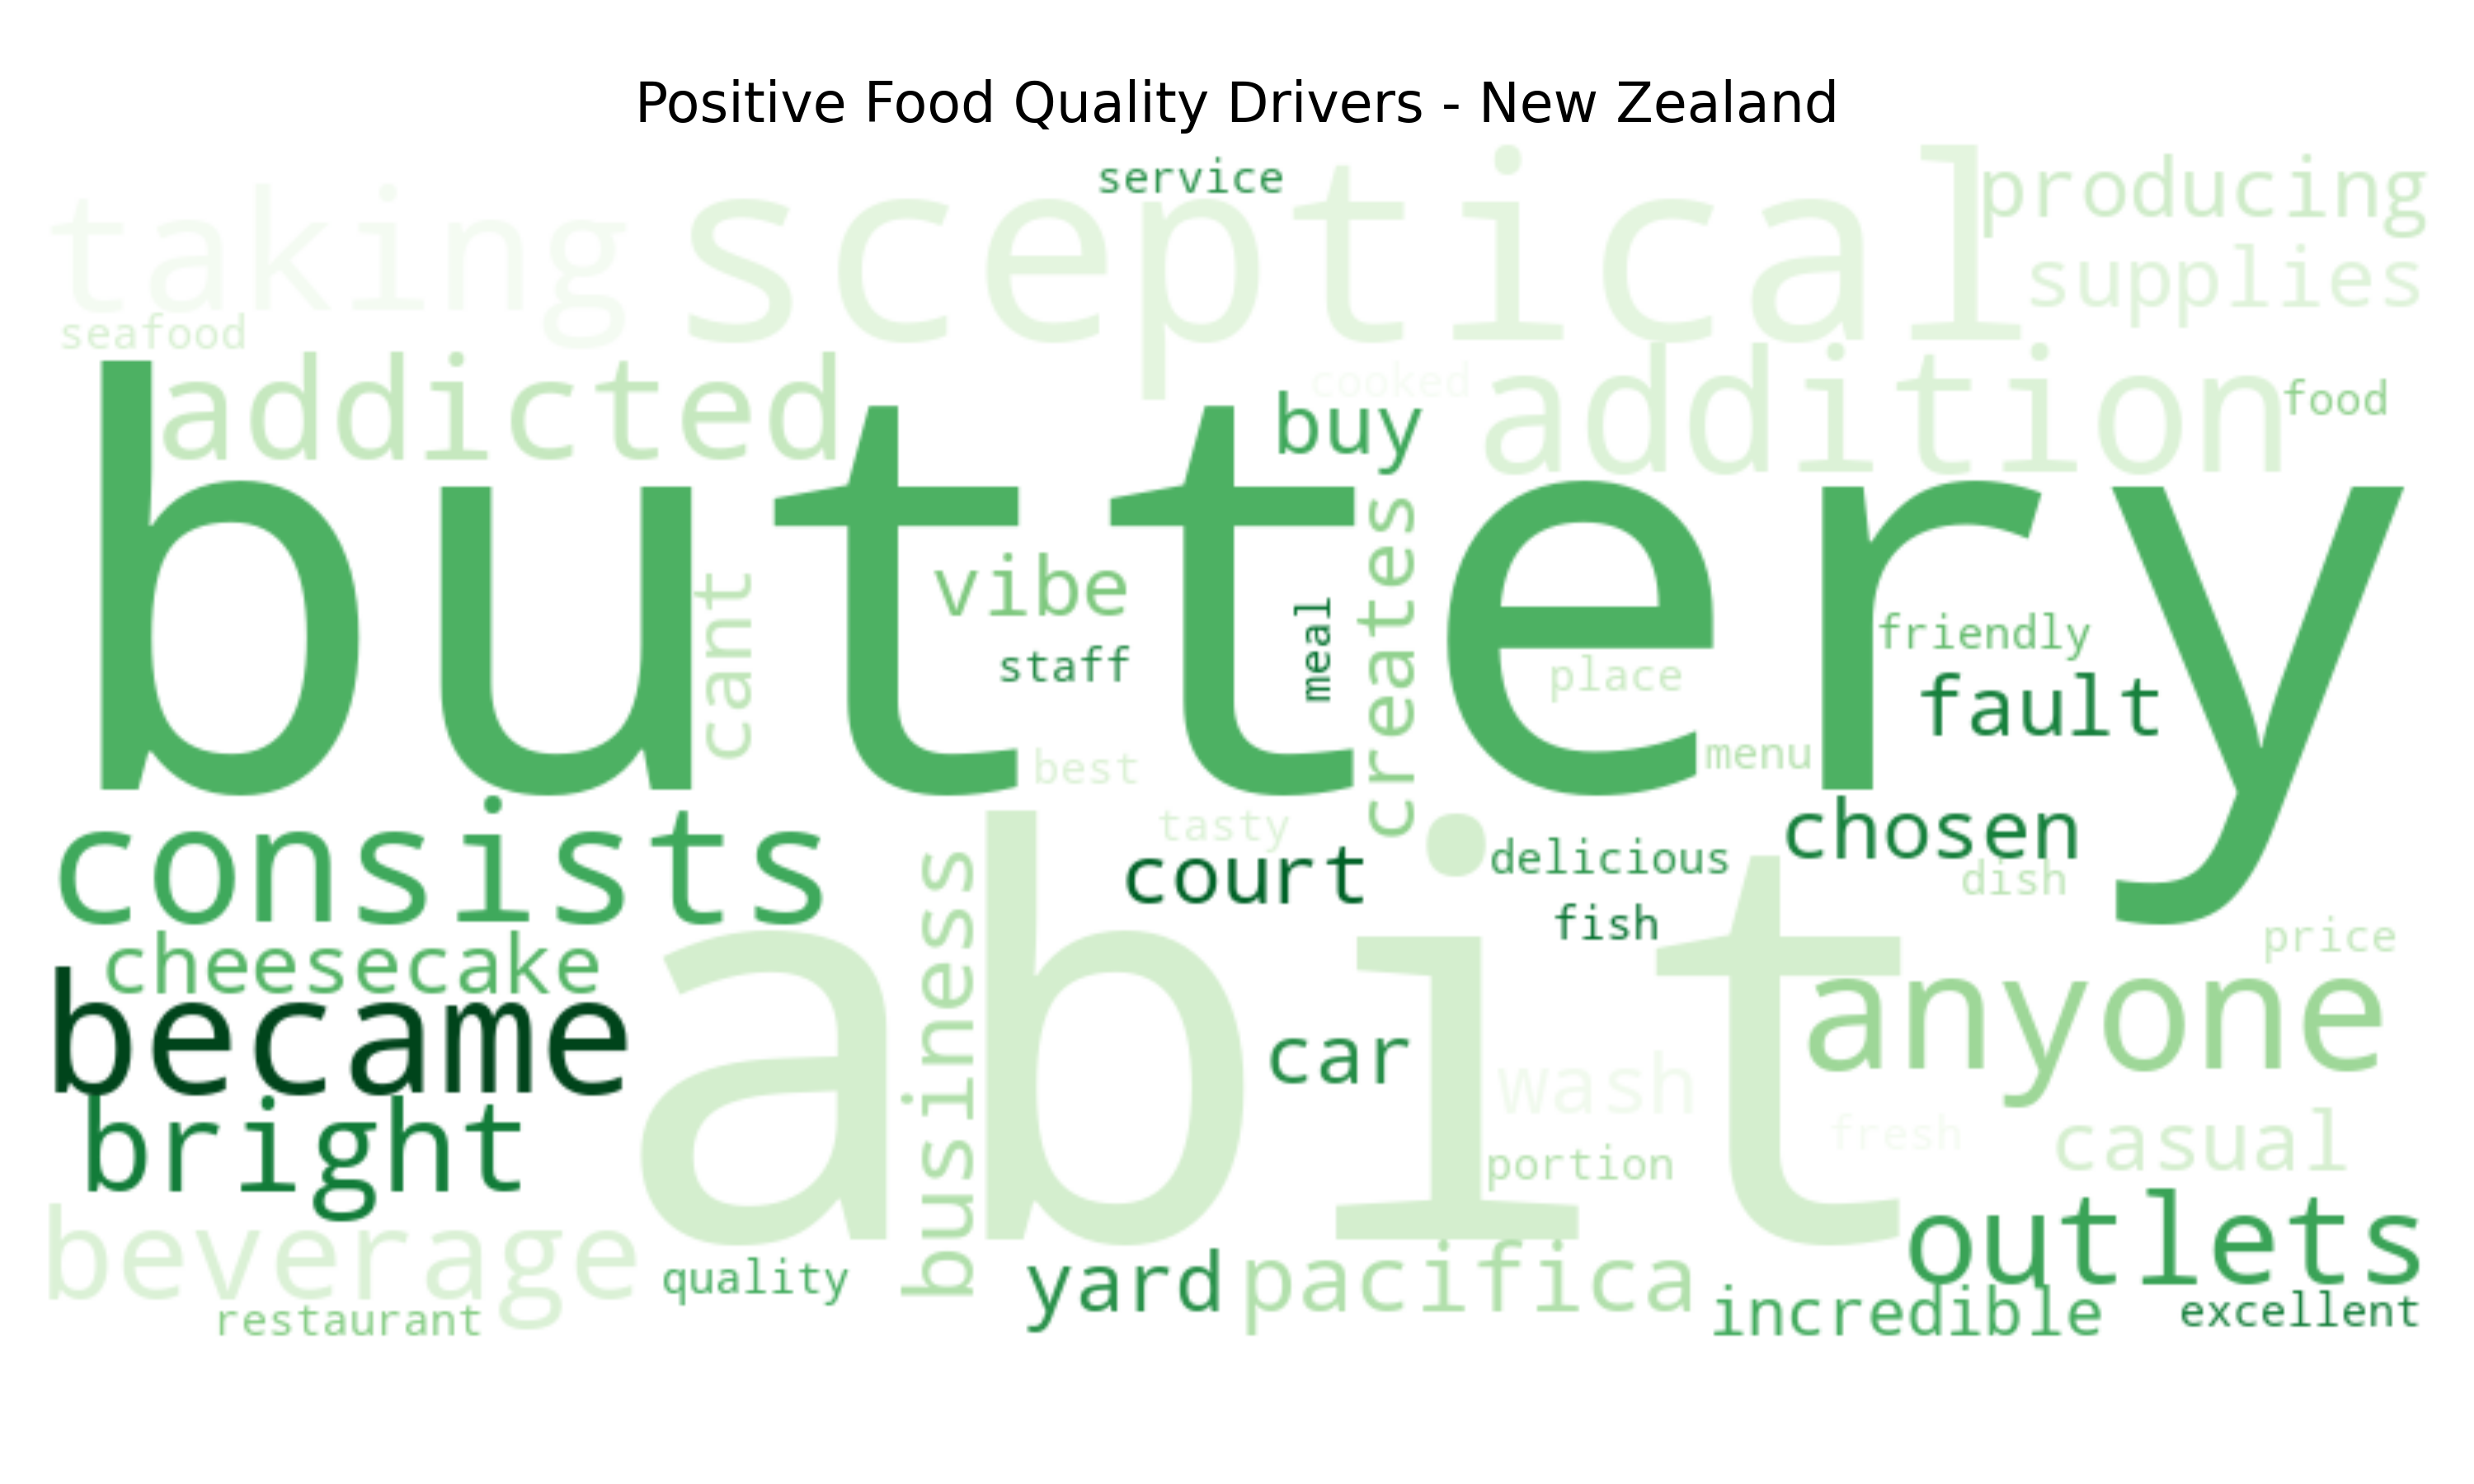 Positive Food Quality Drivers - New Zealand
service
taking
sceptical
producing
supplies
seafood
addicted
cooked
buy
addition
food
buttery
cant
vibe
staff
meal
creates
place
friendly
fault
best
menu
consists
tasty
court
delicious
chosen
dish
fish
price
cheesecake
became
abit
business
car
wash
anyone
fresh
portion
casual
bright
beverage
outlets
quality
yard
pacifica
incredible
excellent
restaurant